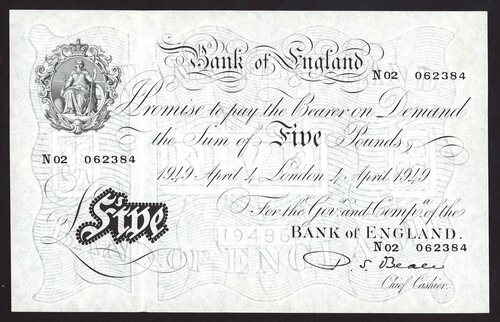 Bank of England
N02 062384
I Promise to pay the Bearer on Demand
the Sum of Five Pounds
N02 062384
1949 April 4 London 4 April 1949
Five
For the Gov.r and Comp.a of the
BANK OF ENGLAND.
N02 062384
P. S. Beale
Chief Cashier.